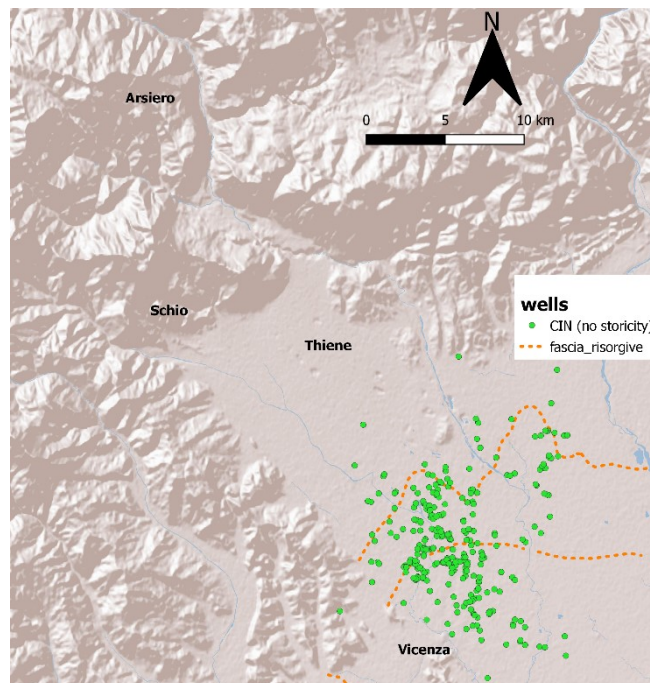 N
Arsiero
0 5 10 km
Schio
wells
CIN (no storicity)
fascia_risorgive
Thiene
Vicenza